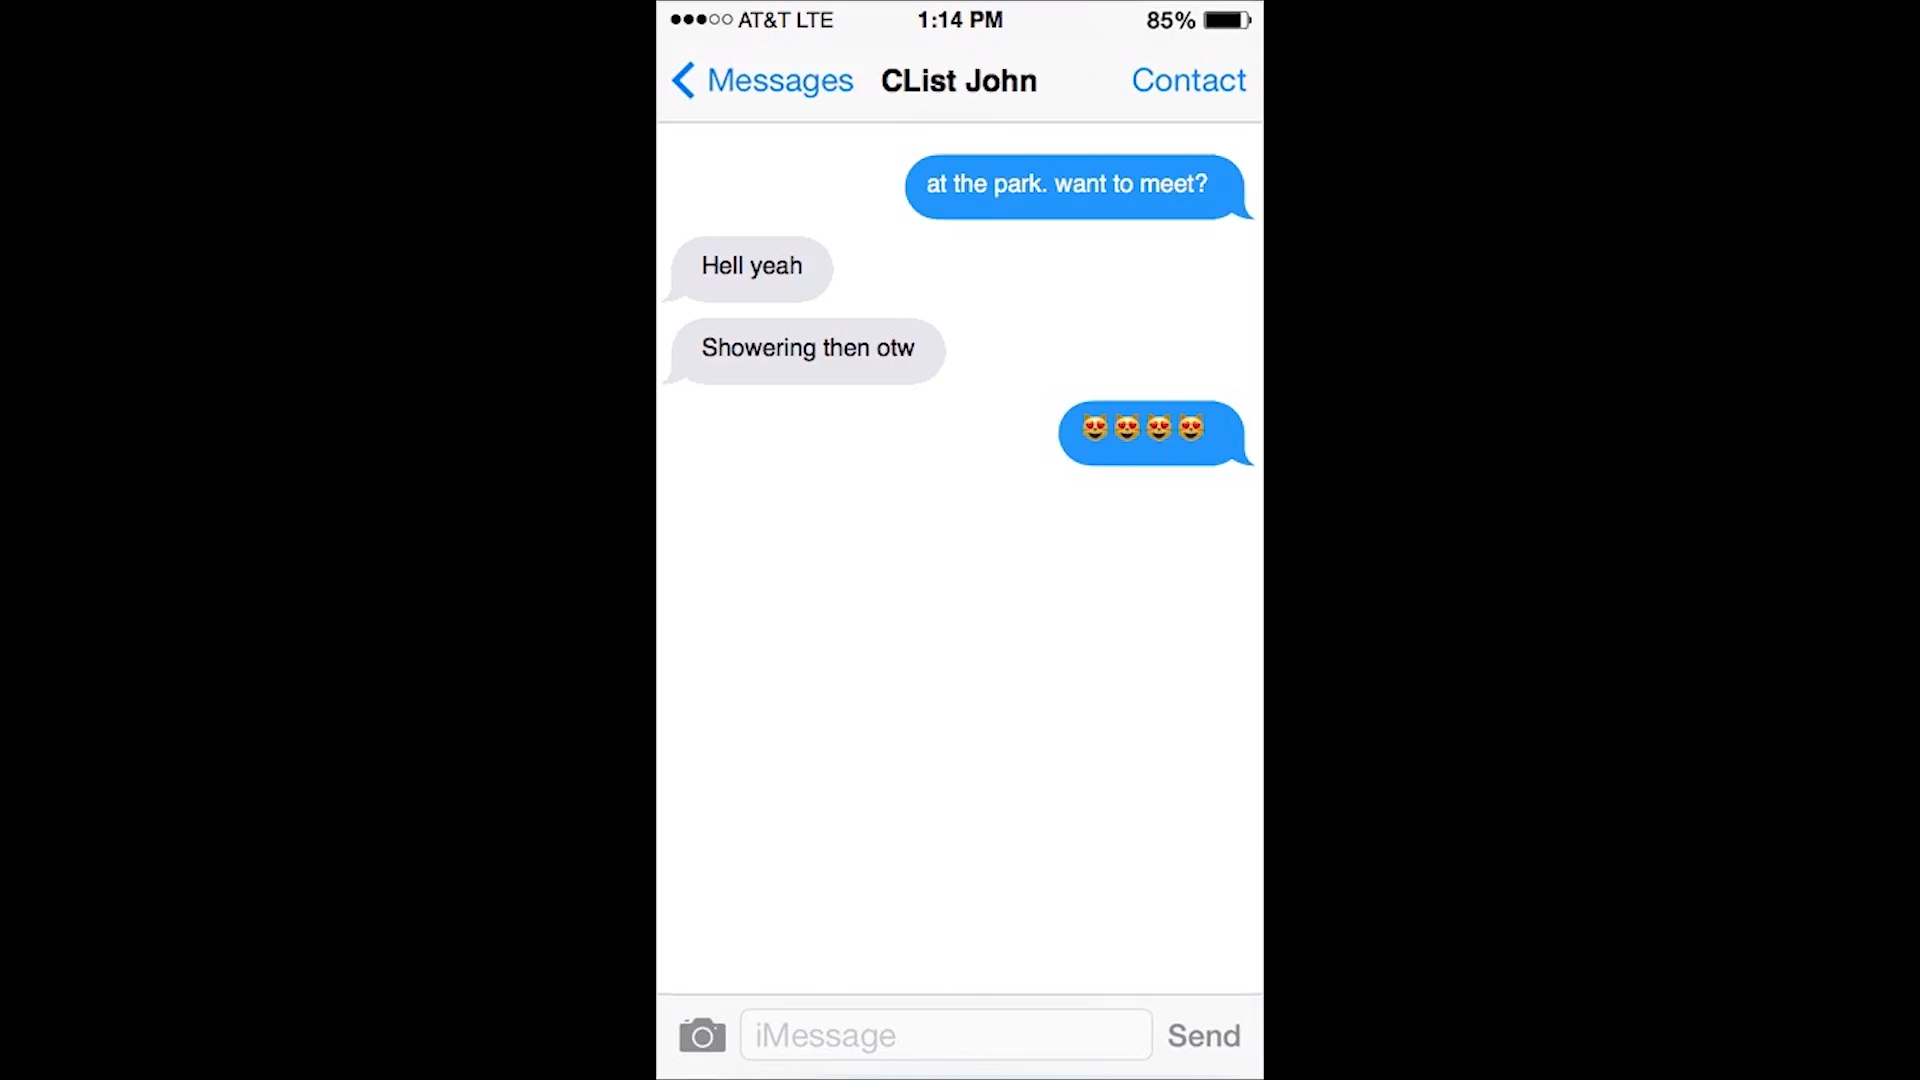 AT&T LTE 1:14 PM 85%
Messages CList John Contact
at the park. want to meet?
Hell yeah
Showering then otw
😻😻😻😻
iMessage Send